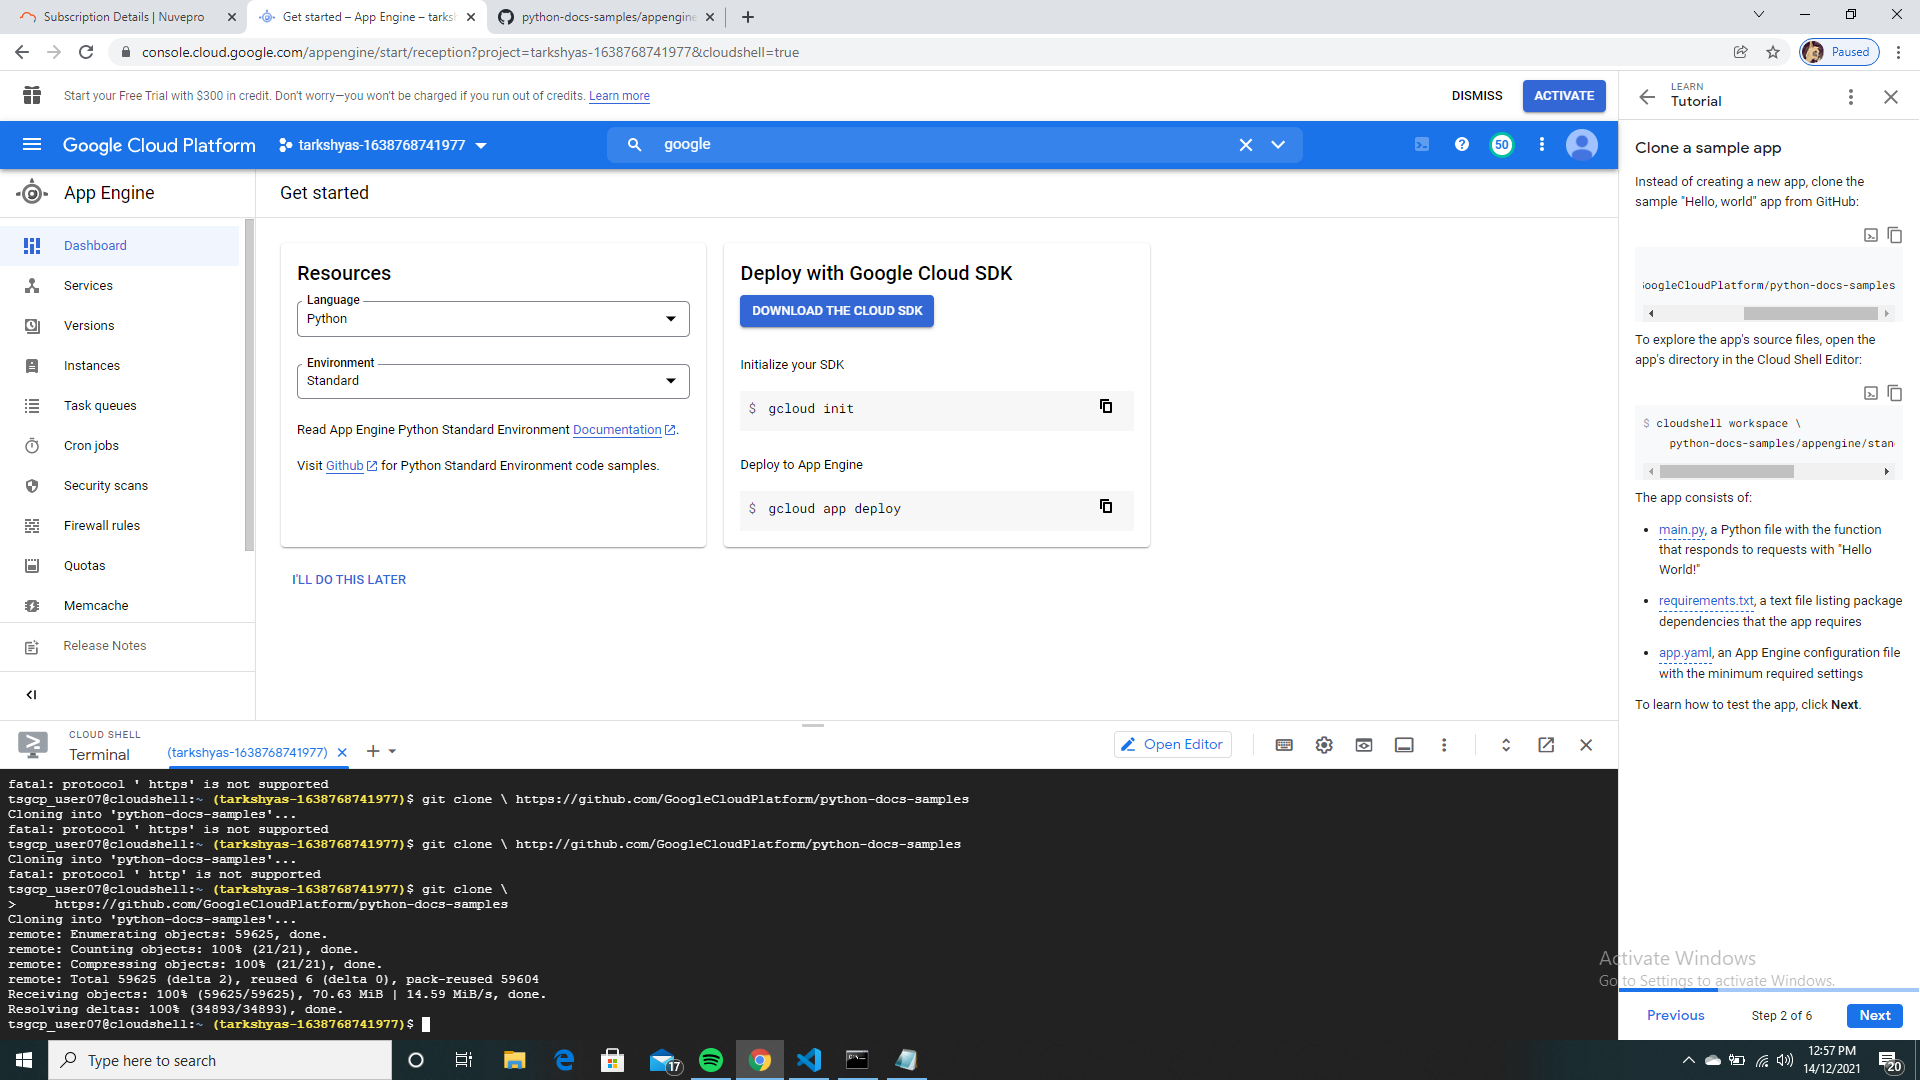 Subscription Details | Nuvepro
Get started – App Engine – tarksh
python-docs-samples/appengine
console.cloud.google.com/appengine/start/reception?project=tarkshyas-1638768741977&cloudshell=true
Paused
Start your Free Trial with $300 in credit. Don't worry—you won't be charged if you run out of credits. Learn more
DISMISS
ACTIVATE
Google Cloud Platform
tarkshyas-1638768741977
google
50
App Engine
Get started
Dashboard
Services
Versions
Instances
Task queues
Cron jobs
Security scans
Firewall rules
Quotas
Memcache
Release Notes
Resources
Language
Python
Environment
Standard
Read App Engine Python Standard Environment Documentation.
Visit Github for Python Standard Environment code samples.
Deploy with Google Cloud SDK
DOWNLOAD THE CLOUD SDK
Initialize your SDK
$ gcloud init
Deploy to App Engine
$ gcloud app deploy
I'LL DO THIS LATER
LEARN
Tutorial
Clone a sample app
Instead of creating a new app, clone the
sample "Hello, world" app from GitHub:
GoogleCloudPlatform/python-docs-samples
To explore the app's source files, open the
app's directory in the Cloud Shell Editor:
$ cloudshell workspace \
python-docs-samples/appengine/stan
The app consists of:
• main.py, a Python file with the function
that responds to requests with "Hello
World!"
• requirements.txt, a text file listing package
dependencies that the app requires
• app.yaml, an App Engine configuration file
with the minimum required settings
To learn how to test the app, click Next.
CLOUD SHELL
Terminal
(tarkshyas-1638768741977)
Open Editor
fatal: protocol ' https' is not supported
tsgcp_user07@cloudshell:~ (tarkshyas-1638768741977)$ git clone \ https://github.com/GoogleCloudPlatform/python-docs-samples
Cloning into 'python-docs-samples'...
fatal: protocol ' https' is not supported
tsgcp_user07@cloudshell:~ (tarkshyas-1638768741977)$ git clone \ http://github.com/GoogleCloudPlatform/python-docs-samples
Cloning into 'python-docs-samples'...
fatal: protocol ' http' is not supported
tsgcp_user07@cloudshell:~ (tarkshyas-1638768741977)$ git clone \
> https://github.com/GoogleCloudPlatform/python-docs-samples
Cloning into 'python-docs-samples'...
remote: Enumerating objects: 59625, done.
remote: Counting objects: 100% (21/21), done.
remote: Compressing objects: 100% (21/21), done.
remote: Total 59625 (delta 2), reused 6 (delta 0), pack-reused 59604
Receiving objects: 100% (59625/59625), 70.63 MiB | 14.59 MiB/s, done.
Resolving deltas: 100% (34893/34893), done.
tsgcp_user07@cloudshell:~ (tarkshyas-1638768741977)$
Activate Windows
Go to Settings to activate Windows.
Previous
Step 2 of 6
Next
Type here to search
17
12:57 PM
14/12/2021
20